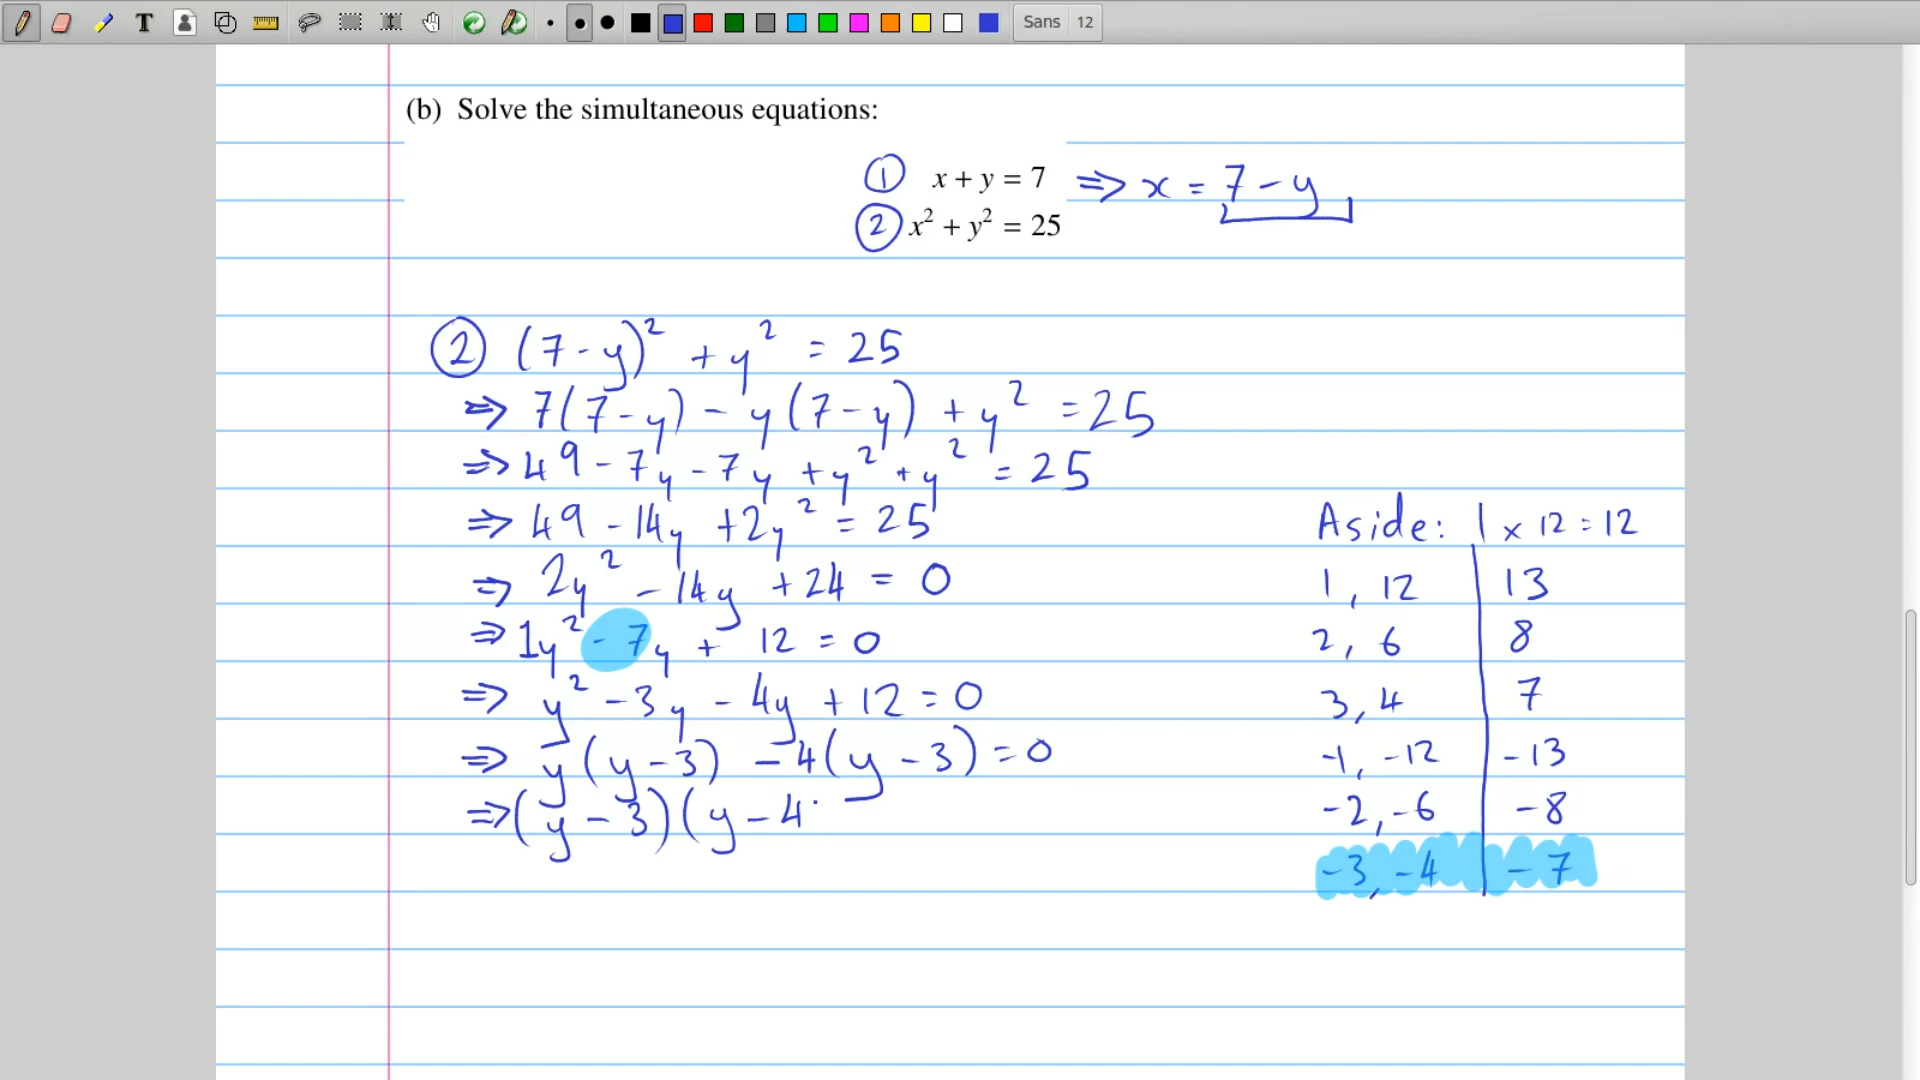 T Sans 12
(b) Solve the simultaneous equations:
① x + y = 7 => x = 7 - y
② x² + y² = 25
② (7-y)² + y² = 25
=> 7(7-y) - y(7-y) + y² = 25
=> 49 - 7y - 7y + y² + y² = 25
=> 49 - 14y + 2y² = 25
=> 2y² - 14y + 24 = 0
=> 1y² - 7y + 12 = 0
=> y² - 3y - 4y + 12 = 0
=> y(y-3) - 4(y-3) = 0
=> (y-3)(y-4
Aside: 1 x 12 = 12
1, 12 | 13
2, 6 | 8
3, 4 | 7
-1, -12 | -13
-2, -6 | -8
-3, -4 | -7